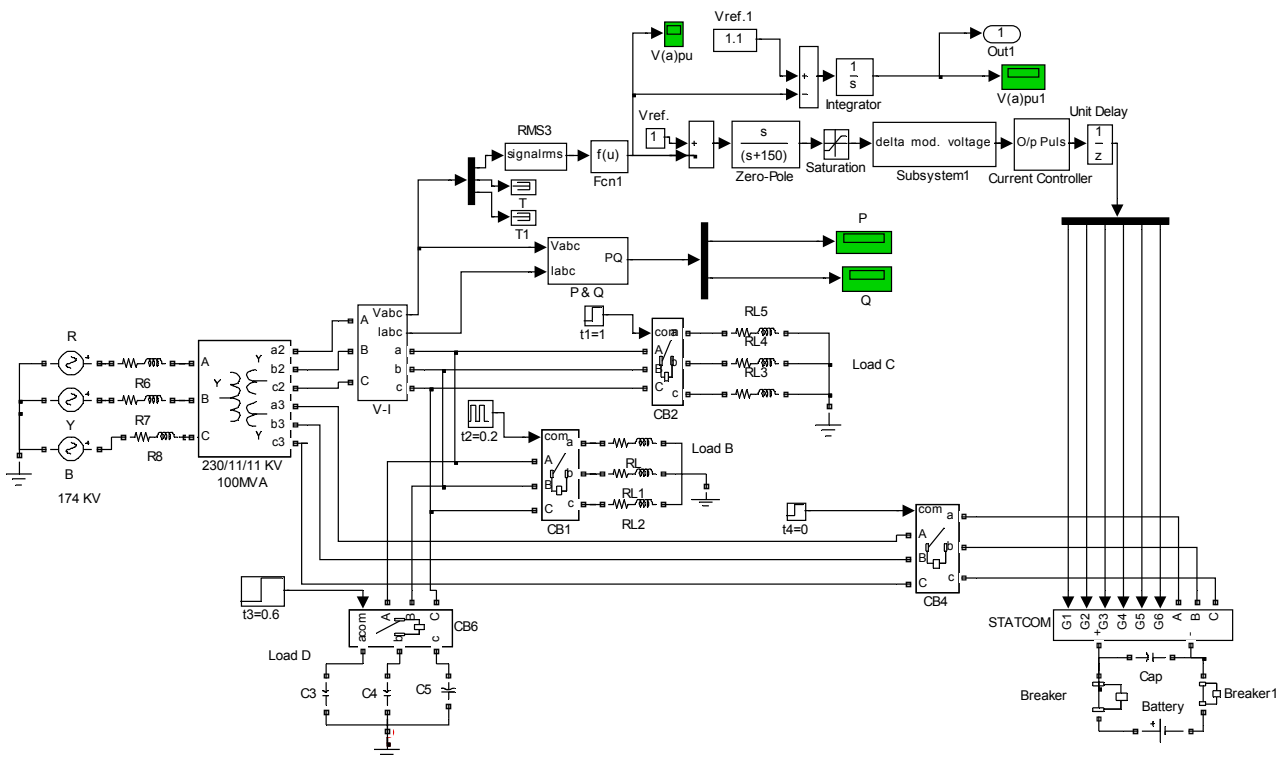 Vref.1
1.1
V(a)pu
+
−
1
s
Integrator
1
Out1
V(a)pu1
RMS3
signalrms
f(u)
Fcn1
Vref.
1
+
s
(s+150)
Zero-Pole
Saturation
delta mod. voltage
Subsystem1
O/p Puls
Current Controller
Unit Delay
1
z
T
T1
Vabc
Iabc
PQ
P & Q
P
Q
R
Y
B
174 KV
R6
R7
R8
A
B
C
Y
Y
Y
a2
b2
c2
a3
b3
c3
230/11/11 KV
100MVA
A
B
C
Vabc
Iabc
a
b
c
V-I
t1=1
com
A
B
C
a
b
c
CB2
RL5
RL4
RL3
Load C
t2=0.2
com
A
B
C
a
b
c
CB1
RL
RL1
RL2
Load B
t4=0
com
A
B
C
a
b
c
CB4
t3=0.6
com
A
B
C
a
b
c
CB6
Load D
C3
C4
C5
STATCOM
G1
G2
G3
G4
G5
G6
A
B
C
+
-
Cap
Breaker
Breaker1
Battery
+